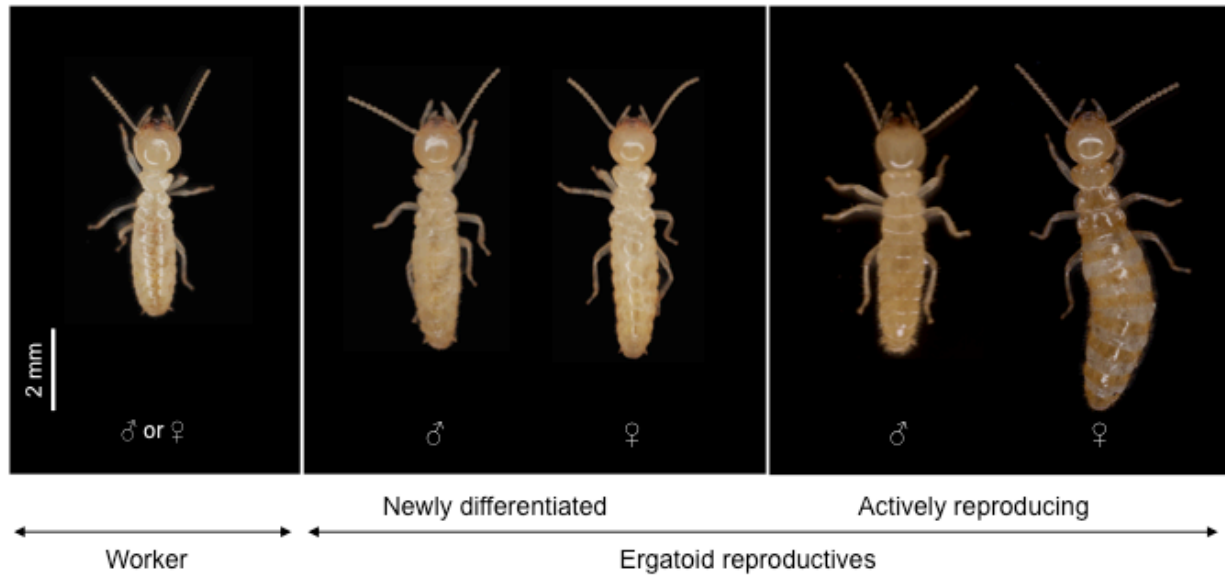 2 mm
♂ or ♀
♂
♀
♂
♀
Newly differentiated
Actively reproducing
Worker
Ergatoid reproductives